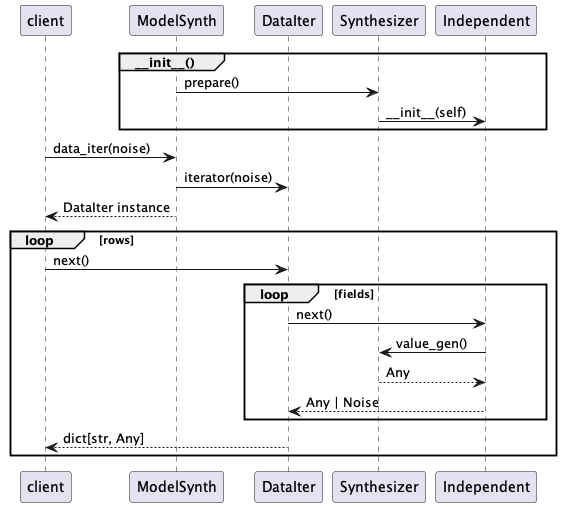 client ModelSynth DataIter Synthesizer Independent
__init__()
prepare()
__init__(self)
data_iter(noise)
iterator(noise)
DataIter instance
loop [rows]
next()
loop [fields]
next()
value_gen()
Any
Any | Noise
dict[str, Any]
client ModelSynth DataIter Synthesizer Independent